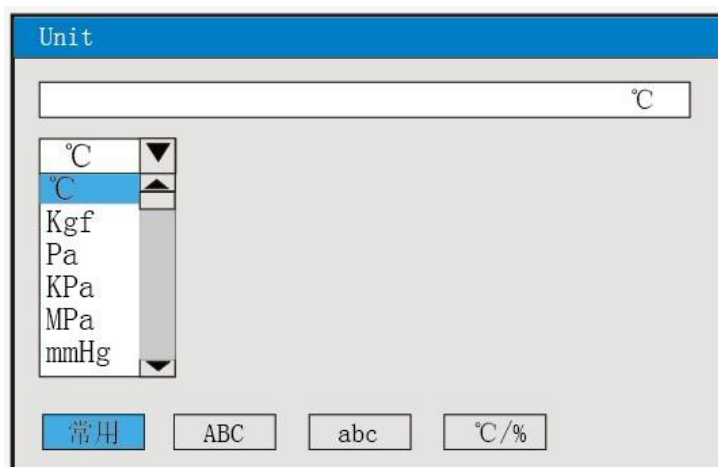 Unit
℃
℃
℃
Kgf
Pa
KPa
MPa
mmHg
常用 ABC abc ℃/%